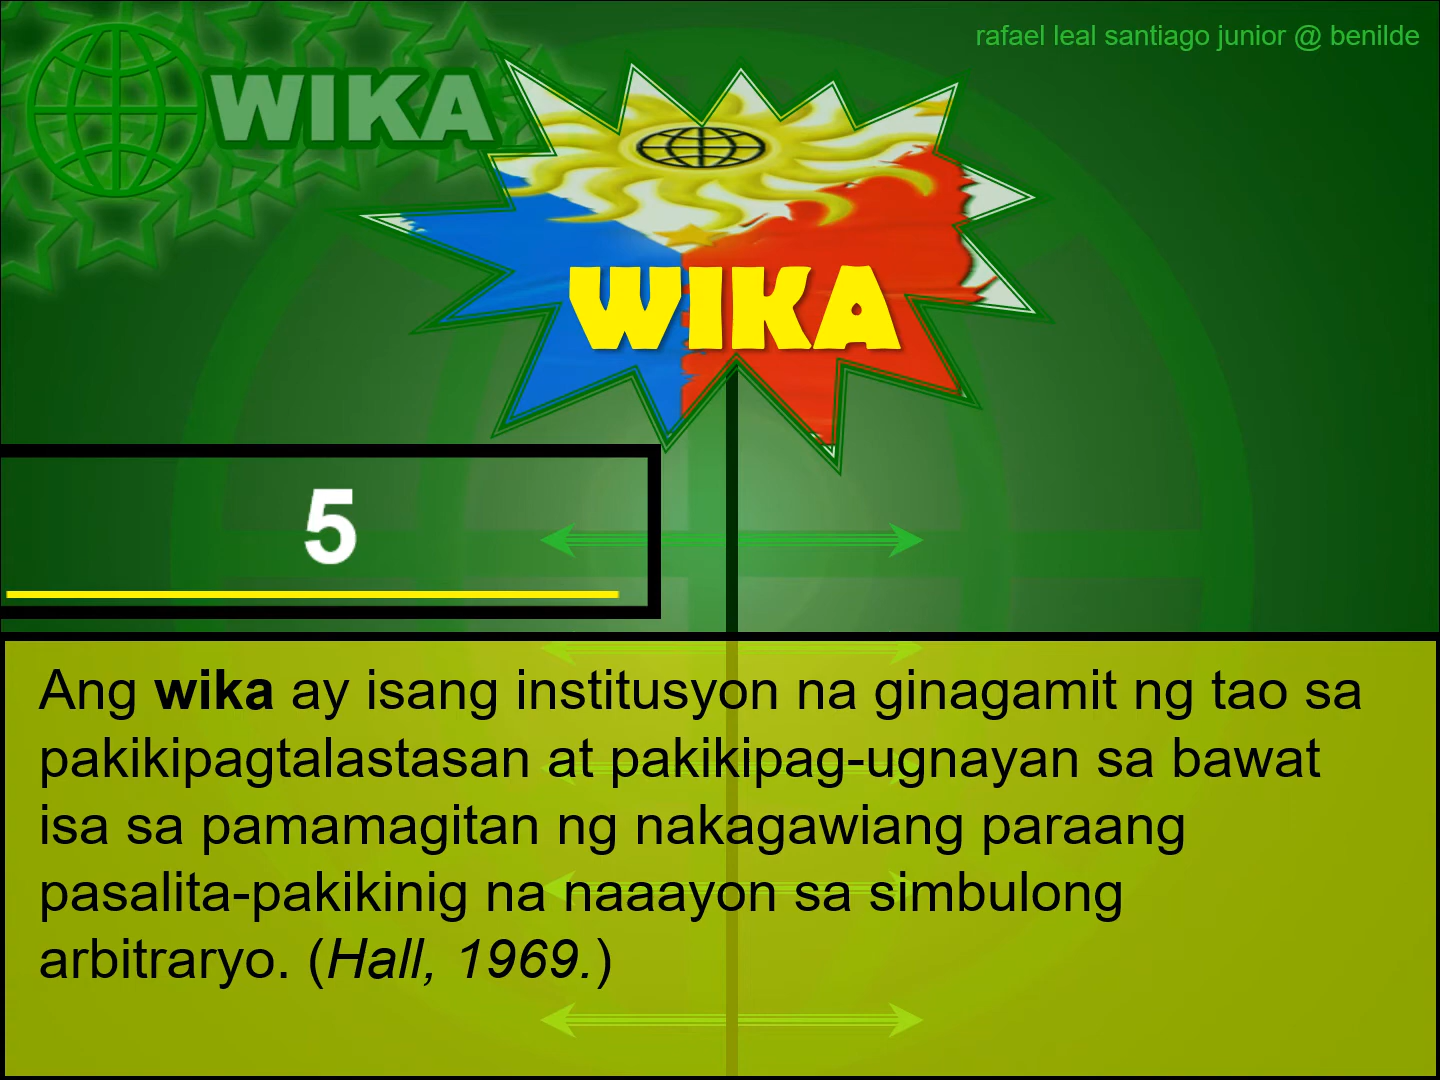 rafael leal santiago junior @ benilde
WIKA
WIKA
5
Ang wika ay isang institusyon na ginagamit ng tao sa
pakikipagtalastasan at pakikipag-ugnayan sa bawat
isa sa pamamagitan ng nakagawiang paraang
pasalita-pakikinig na naaayon sa simbulong
arbitraryo. (Hall, 1969.)